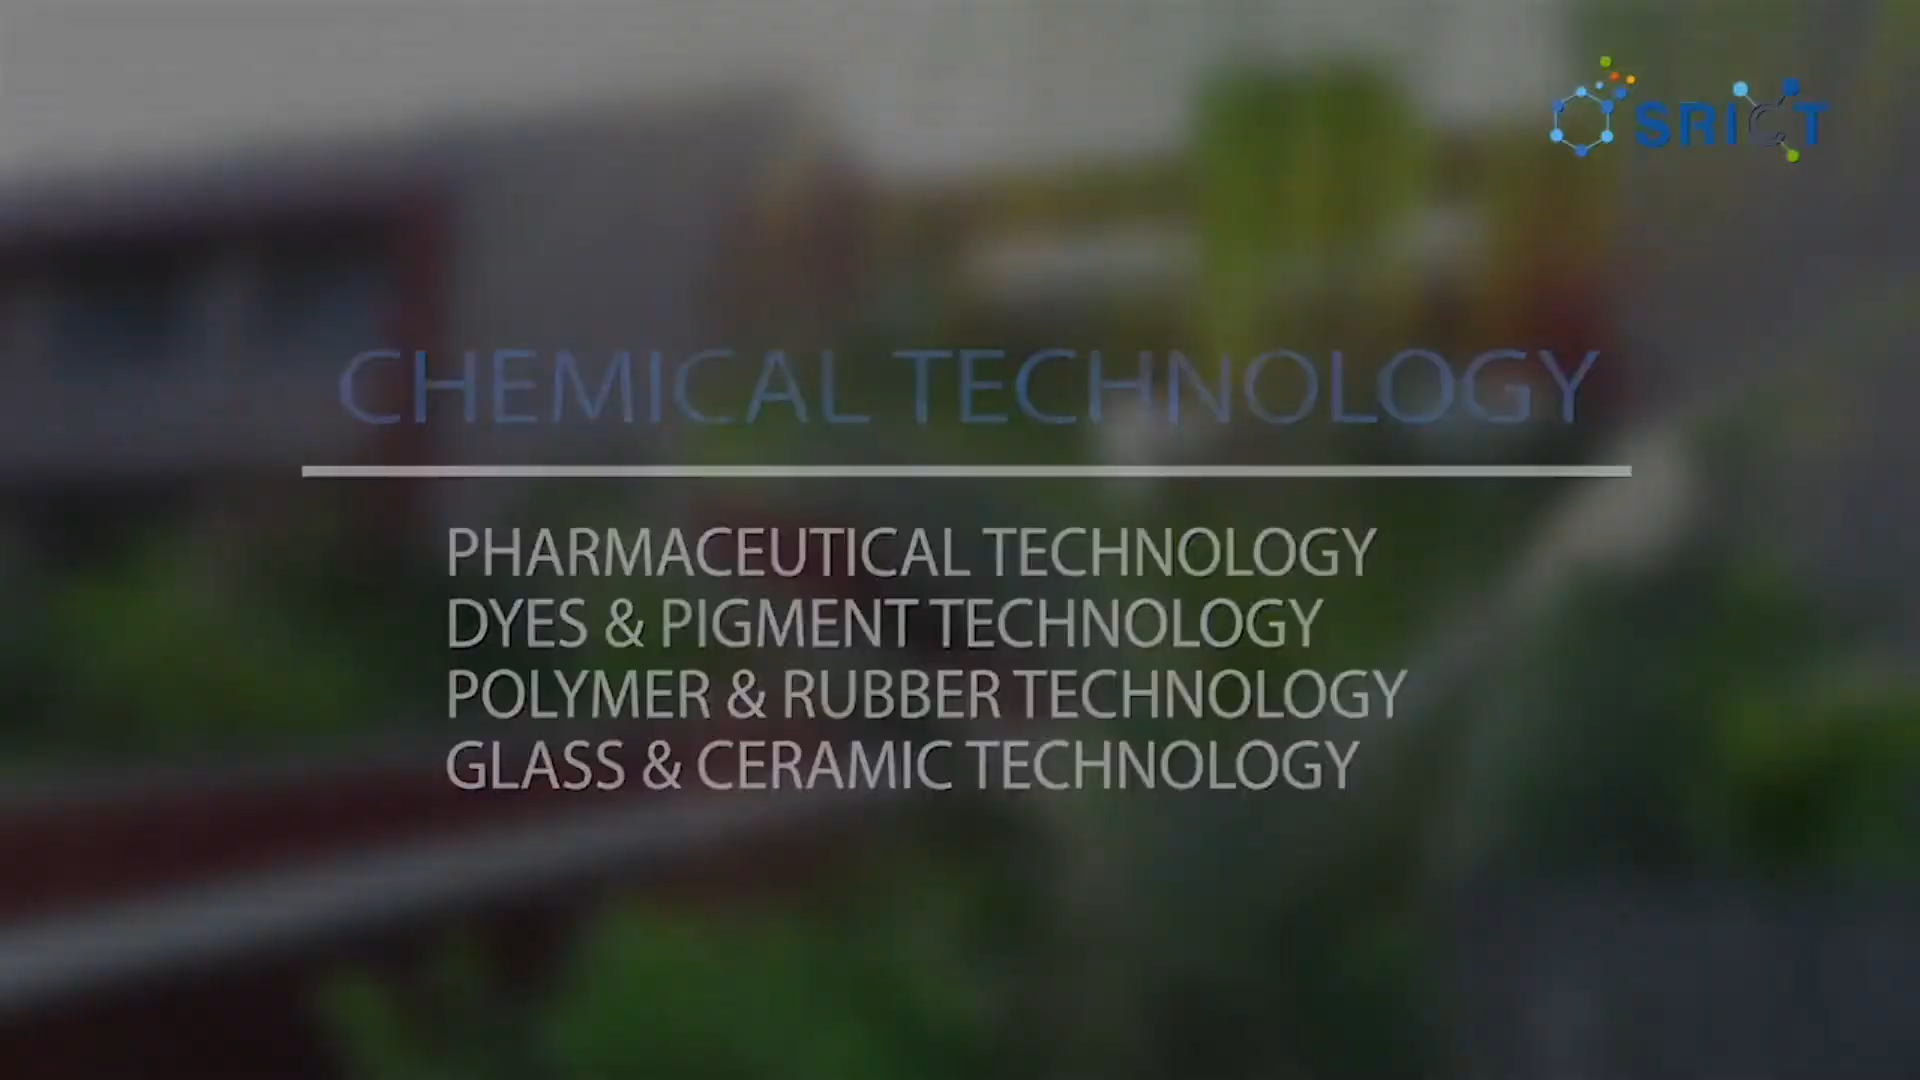 SRICT
CHEMICAL TECHNOLOGY
PHARMACEUTICAL TECHNOLOGY
DYES & PIGMENT TECHNOLOGY
POLYMER & RUBBER TECHNOLOGY
GLASS & CERAMIC TECHNOLOGY